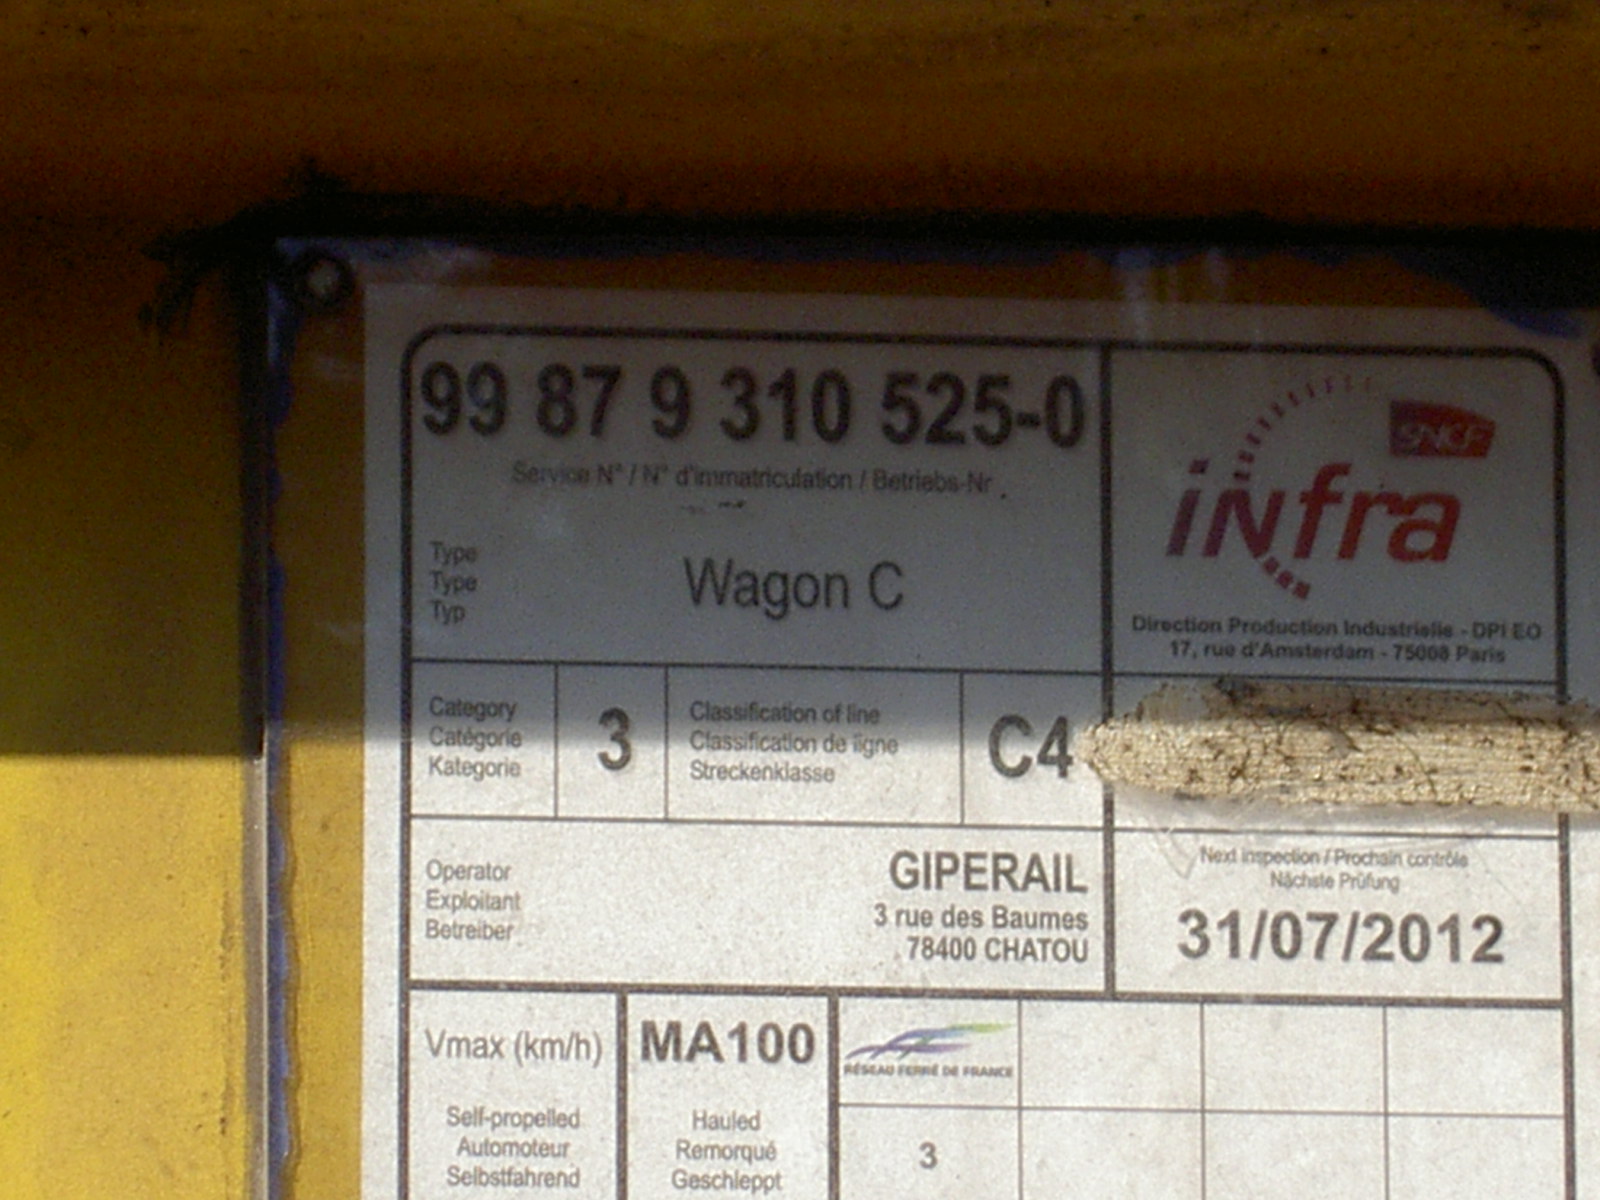 99 87 9 310 525-0
Service N° / N° d'immatriculation / Betriebs-Nr.
Type
Type
Typ
Wagon C
SNCF
infra
Direction Production Industrielle - DPI EO
17, rue d'Amsterdam - 75008 Paris
Category
Catégorie
Kategorie
3
Classification of line
Classification de ligne
Streckenklasse
C4
Operator
Exploitant
Betreiber
GIPERAIL
3 rue des Baumes
78400 CHATOU
Next inspection / Prochain contrôle
Nächste Prüfung
31/07/2012
Vmax (km/h)
MA100
RÉSEAU FERRÉ DE FRANCE
Self-propelled
Automoteur
Selbstfahrend
Hauled
Remorqué
Geschleppt
3